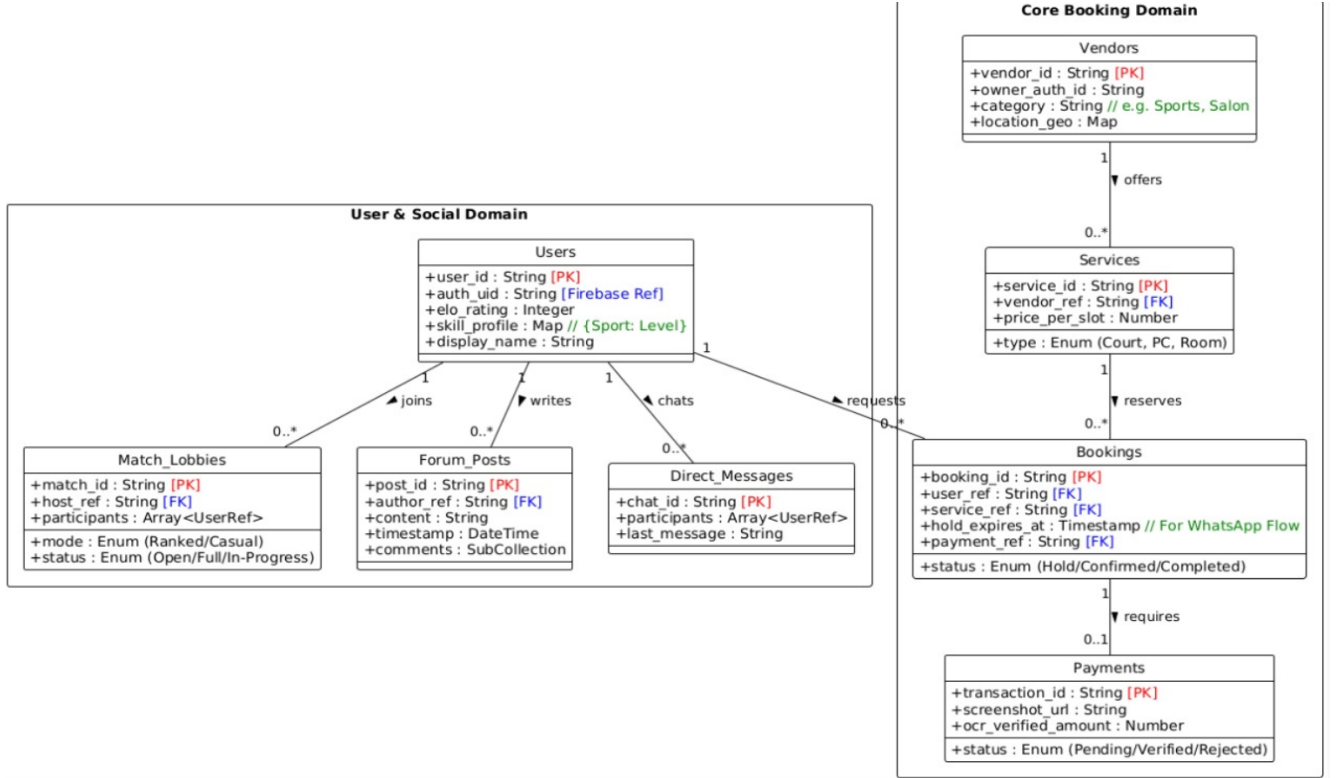 Core Booking Domain
Vendors
+vendor_id : String [PK]
+owner_auth_id : String
+category : String // e.g. Sports, Salon
+location_geo : Map
1
offers
0..*
Services
+service_id : String [PK]
+vendor_ref : String [FK]
+price_per_slot : Number
+type : Enum (Court, PC, Room)
1
reserves
0..*
User & Social Domain
Users
+user_id : String [PK]
+auth_uid : String [Firebase Ref]
+elo_rating : Integer
+skill_profile : Map // {Sport: Level}
+display_name : String
1
joins
0..*
1
writes
0..*
1
chats
0..*
1
requests
0..*
Match_Lobbies
+match_id : String [PK]
+host_ref : String [FK]
+participants : Array<UserRef>
+mode : Enum (Ranked/Casual)
+status : Enum (Open/Full/In-Progress)
Forum_Posts
+post_id : String [PK]
+author_ref : String [FK]
+content : String
+timestamp : DateTime
+comments : SubCollection
Direct_Messages
+chat_id : String [PK]
+participants : Array<UserRef>
+last_message : String
Bookings
+booking_id : String [PK]
+user_ref : String [FK]
+service_ref : String [FK]
+hold_expires_at : Timestamp // For WhatsApp Flow
+payment_ref : String [FK]
+status : Enum (Hold/Confirmed/Completed)
1
requires
0..1
Payments
+transaction_id : String [PK]
+screenshot_url : String
+ocr_verified_amount : Number
+status : Enum (Pending/Verified/Rejected)